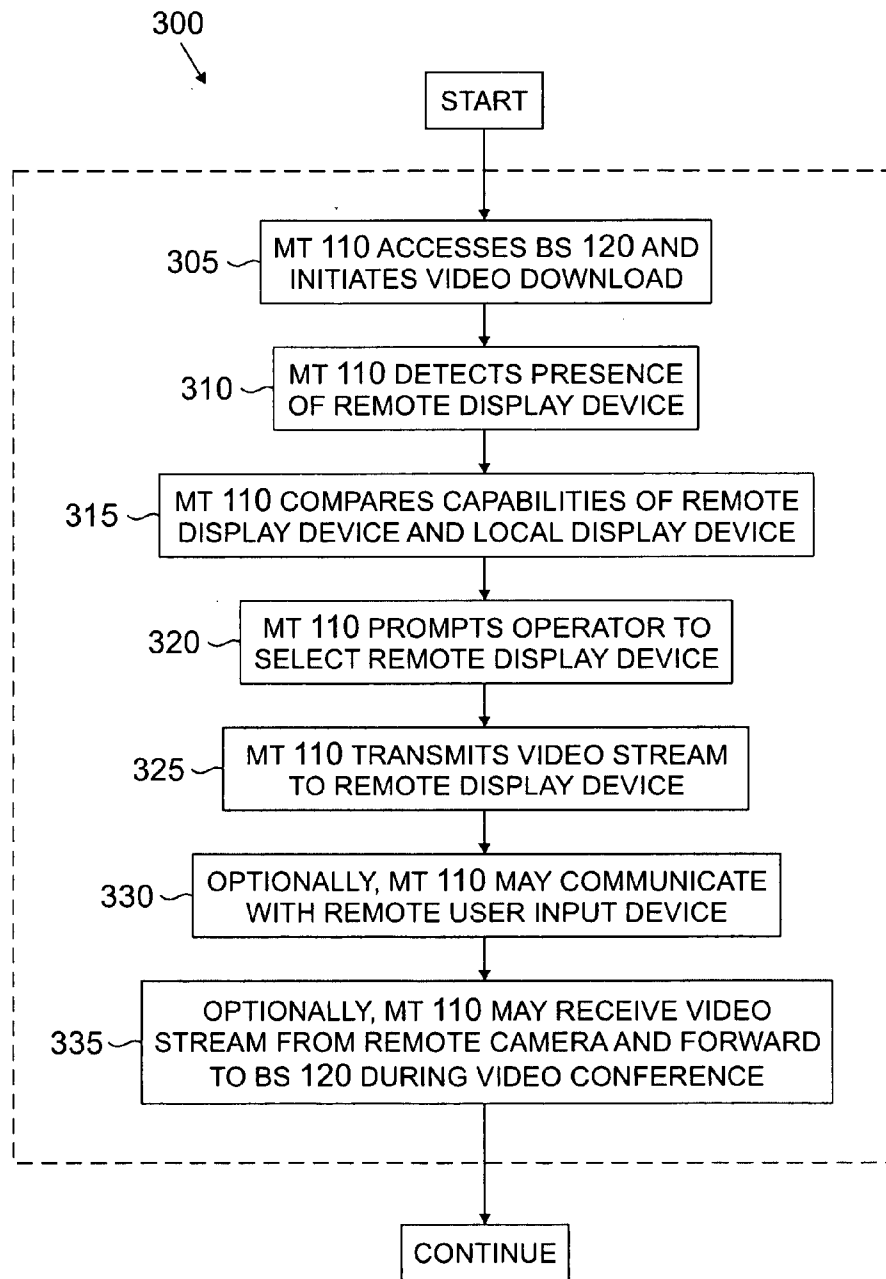 300
START
305
MT 110 ACCESSES BS 120 AND
INITIATES VIDEO DOWNLOAD
310
MT 110 DETECTS PRESENCE
OF REMOTE DISPLAY DEVICE
315
MT 110 COMPARES CAPABILITIES OF REMOTE
DISPLAY DEVICE AND LOCAL DISPLAY DEVICE
320
MT 110 PROMPTS OPERATOR TO
SELECT REMOTE DISPLAY DEVICE
325
MT 110 TRANSMITS VIDEO STREAM
TO REMOTE DISPLAY DEVICE
330
OPTIONALLY, MT 110 MAY COMMUNICATE
WITH REMOTE USER INPUT DEVICE
335
OPTIONALLY, MT 110 MAY RECEIVE VIDEO
STREAM FROM REMOTE CAMERA AND FORWARD
TO BS 120 DURING VIDEO CONFERENCE
CONTINUE